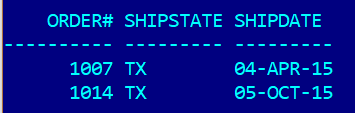 ORDER# SHIPSTATE SHIPDATE
---------- --------- ---------
1007 TX 04-APR-15
1014 TX 05-OCT-15